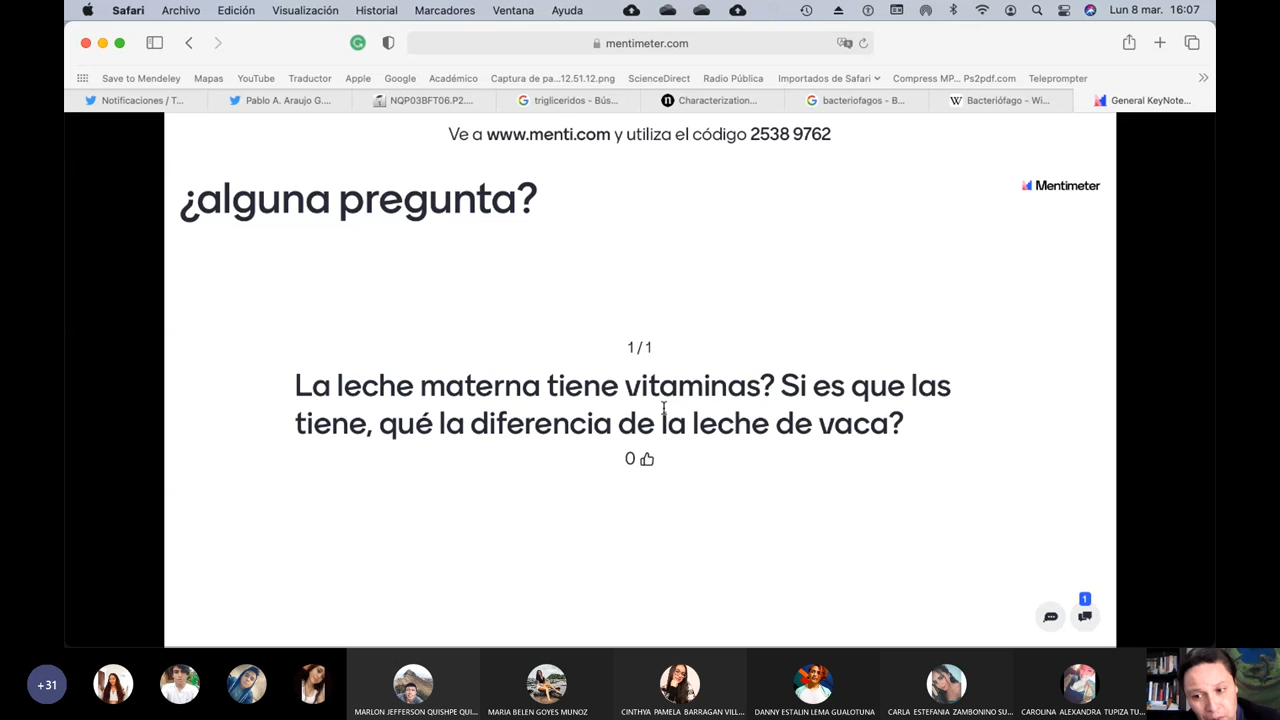 Safari Archivo Edición Visualización Historial Marcadores Ventana Ayuda Lun 8 mar. 16:07
mentimeter.com
Save to Mendeley Mapas YouTube Traductor Apple Google Académico Captura de pa...12.51.12.png ScienceDirect Radio Pública Importados de Safari Compress MP... Ps2pdf.com Teleprompter
Notificaciones / T... Pablo A. Araujo G.... NQP03BFT06.P2.... trigliceridos - Bús... Characterization... bacteriofagos - B... Bacteriófago - Wi... General KeyNote...
Ve a www.menti.com y utiliza el código 2538 9762
¿alguna pregunta?
Mentimeter
1 / 1
La leche materna tiene vitaminas? Si es que las
tiene, qué la diferencia de la leche de vaca?
0
1
+31
MARLON JEFFERSON QUISHPE QUI...
MARIA BELEN GOYES MUNOZ
CINTHYA PAMELA BARRAGAN VILL...
DANNY ESTALIN LEMA GUALOTUNA
CARLA ESTEFANIA ZAMBONINO SU...
CAROLINA ALEXANDRA TUPIZA TU...